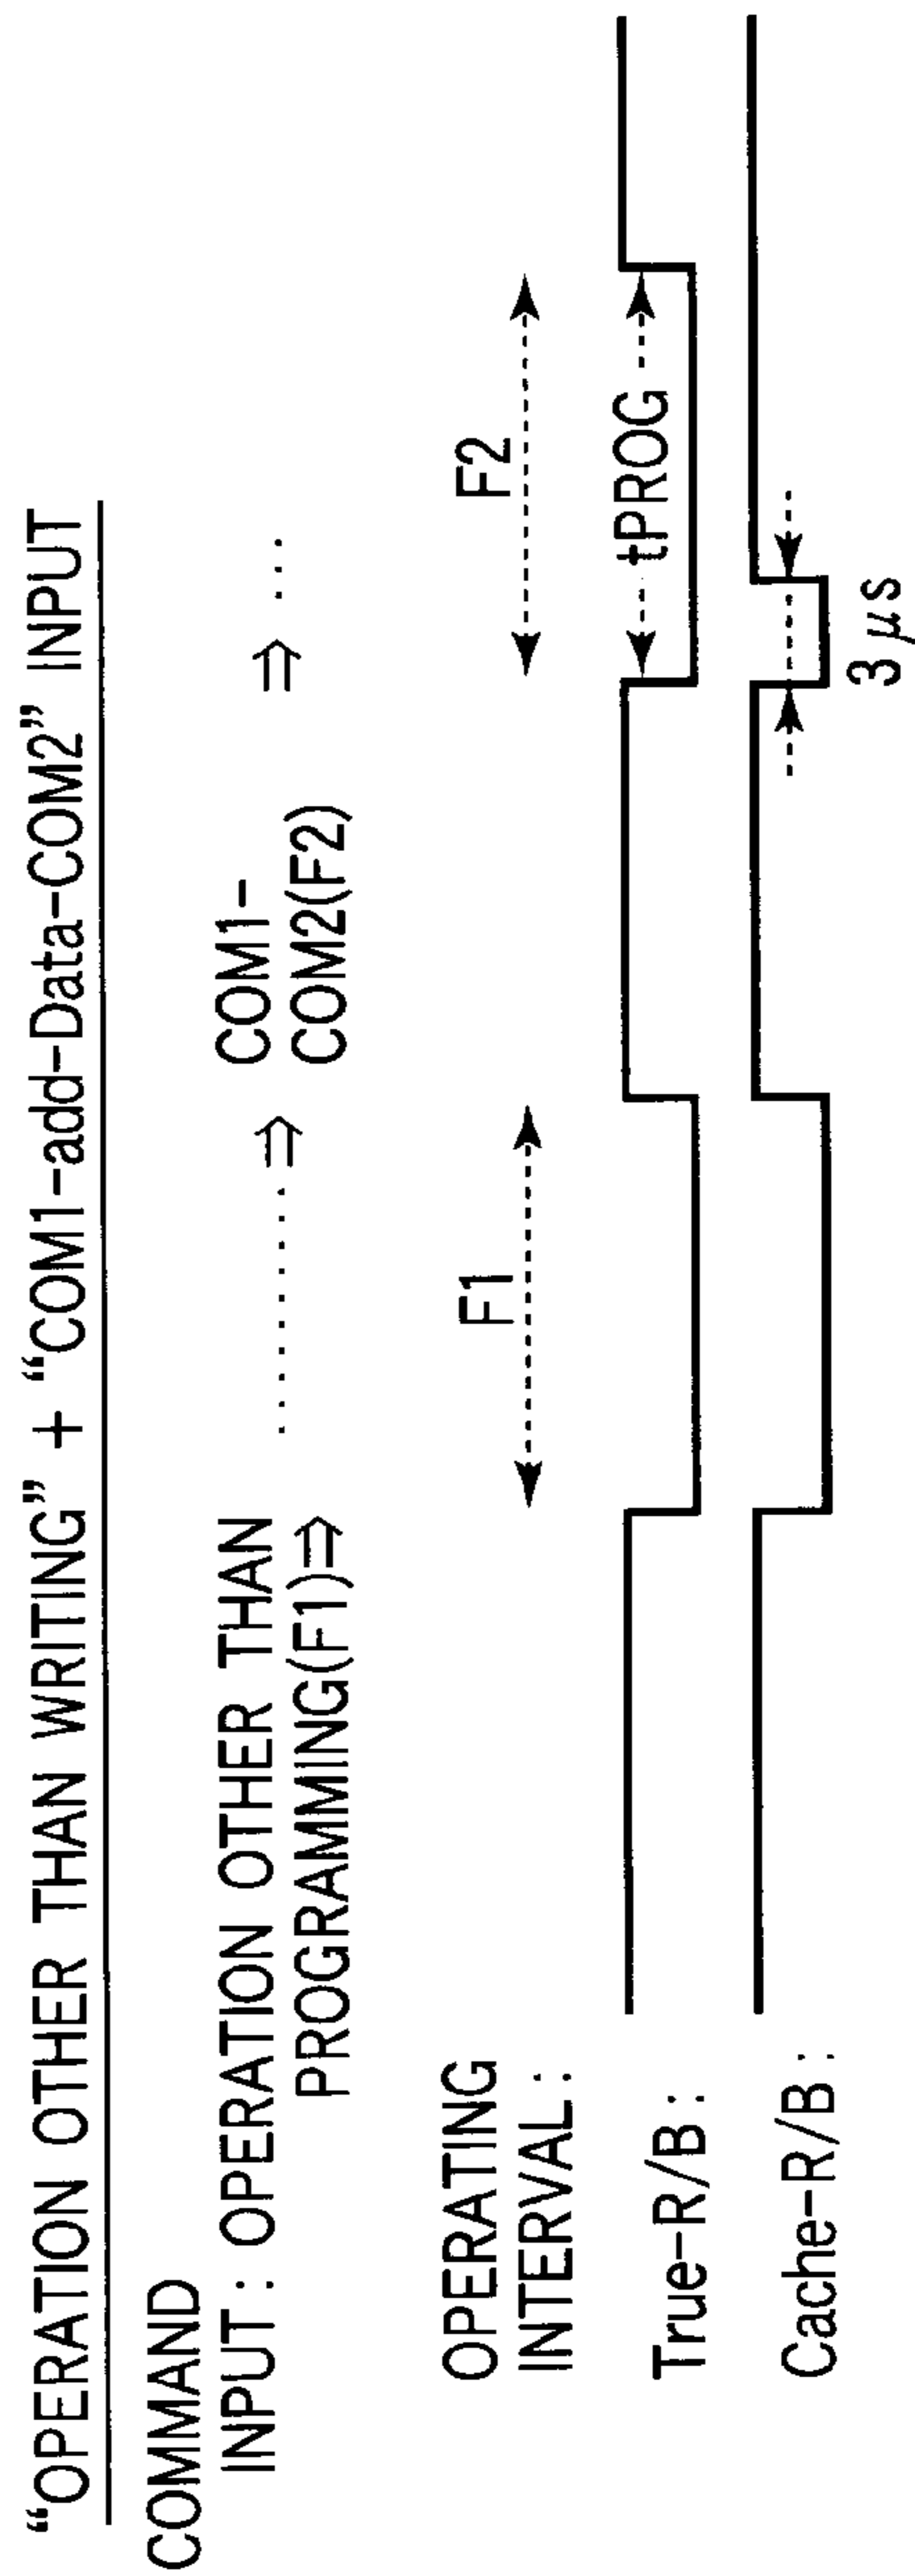 “OPERATION OTHER THAN WRITING” + “COM1-add-Data-COM2” INPUT
COMMAND
INPUT : OPERATION OTHER THAN
PROGRAMMING(F1)⇒ ········· ⇒ COM1-
COM2(F2) ⇒ ···
OPERATING
INTERVAL :
F1
F2
True-R/B :
tPROG
Cache-R/B :
3 μs